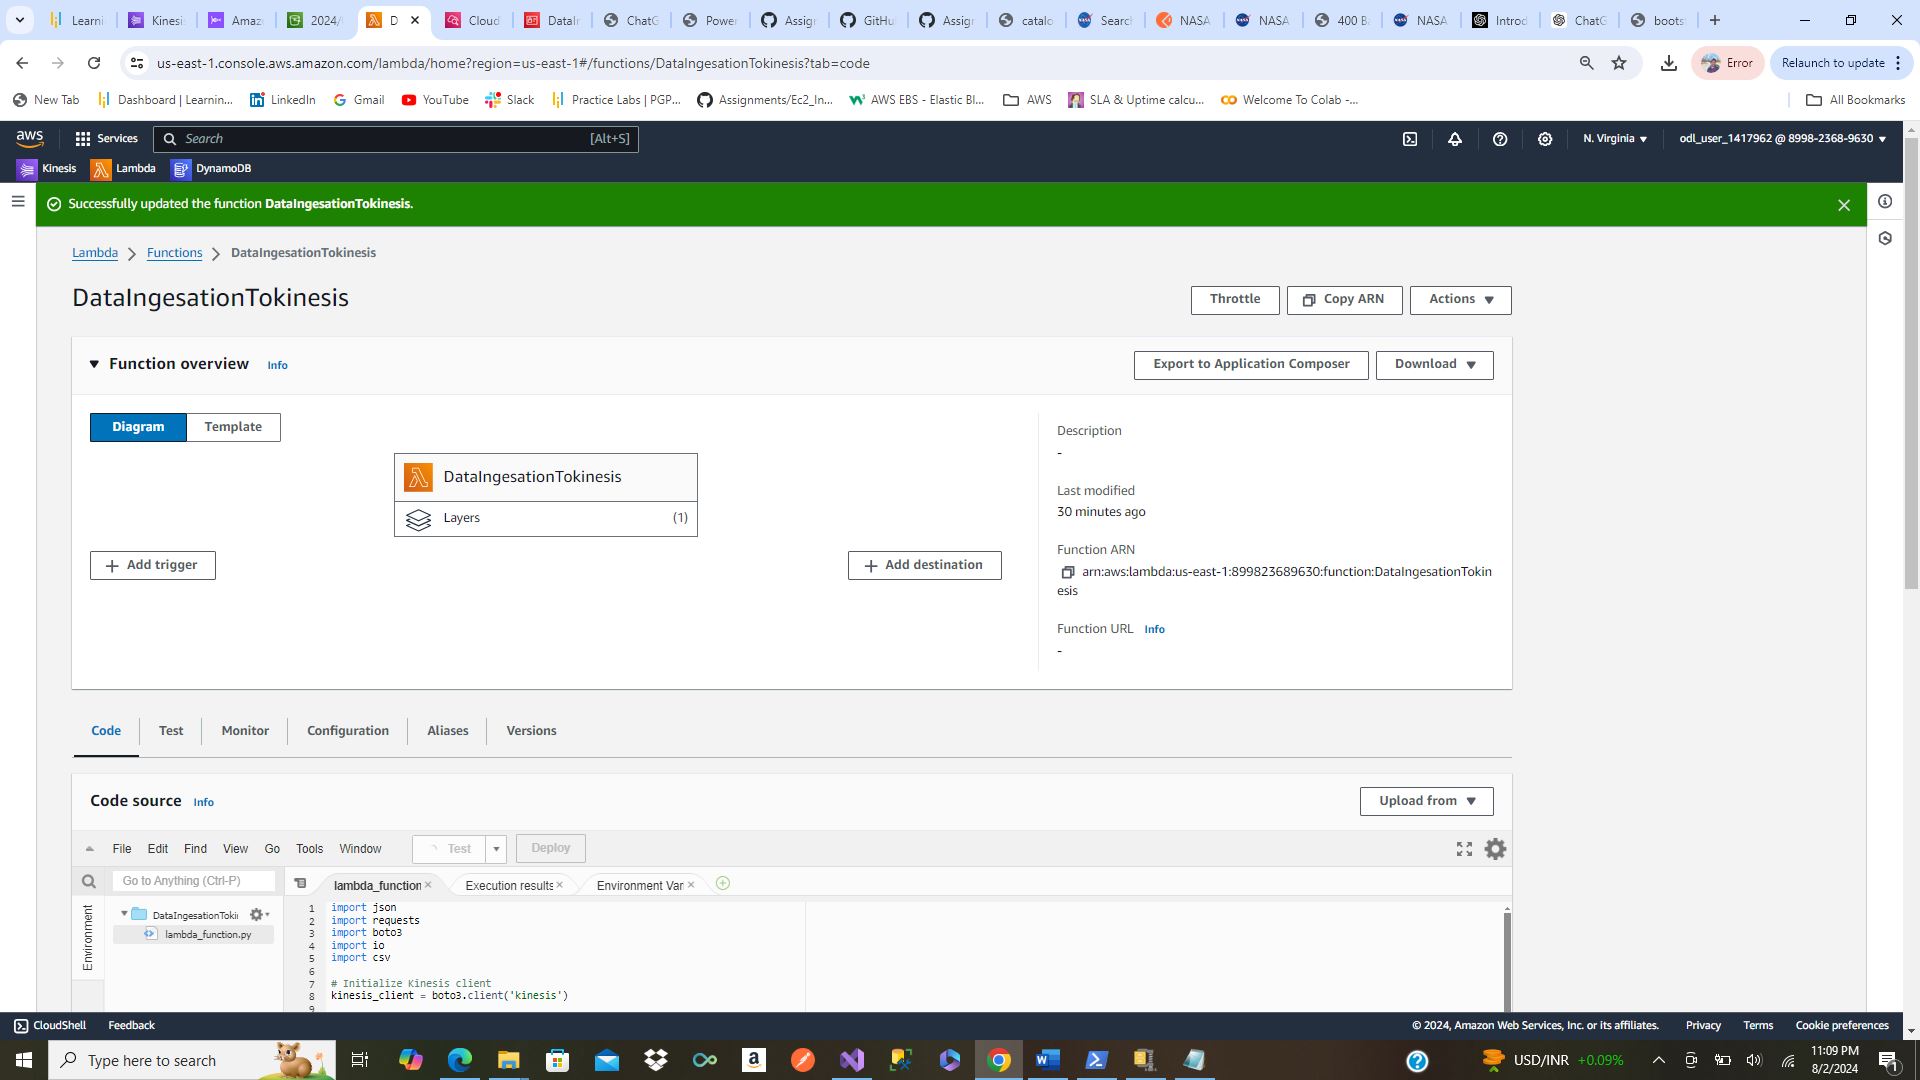 Learni
Kinesis
Amaz
2024/
D
Cloud
DataIn
ChatG
Power
Assign
GitHu
Assign
catalo
Search
NASA
NASA
400 Ba
NASA
Introd
ChatG
boots
us-east-1.console.aws.amazon.com/lambda/home?region=us-east-1#/functions/DataIngesationTokinesis?tab=code
Error
Relaunch to update
New Tab
Dashboard | Learnin...
LinkedIn
Gmail
YouTube
Slack
Practice Labs | PGP...
Assignments/Ec2_In...
AWS EBS - Elastic Bl...
AWS
SLA & Uptime calcu...
Welcome To Colab -...
All Bookmarks
aws
Services
Search
[Alt+S]
N. Virginia
odl_user_1417962 @ 8998-2368-9630
Kinesis
Lambda
DynamoDB
Successfully updated the function DataIngesationTokinesis.
Lambda
Functions
DataIngesationTokinesis
DataIngesationTokinesis
Throttle
Copy ARN
Actions
Function overview
Info
Export to Application Composer
Download
Diagram
Template
DataIngesationTokinesis
Layers
(1)
Add trigger
Add destination
Description
-
Last modified
30 minutes ago
Function ARN
arn:aws:lambda:us-east-1:899823689630:function:DataIngesationTokin
esis
Function URL
Info
-
Code
Test
Monitor
Configuration
Aliases
Versions
Code source
Info
Upload from
File
Edit
Find
View
Go
Tools
Window
Test
Deploy
Go to Anything (Ctrl-P)
lambda_function
Execution results
Environment Var
Environment
DataIngesationToki
lambda_function.py
1 import json
2 import requests
3 import boto3
4 import io
5 import csv
6
7 # Initialize Kinesis client
8 kinesis_client = boto3.client('kinesis')
9
CloudShell
Feedback
© 2024, Amazon Web Services, Inc. or its affiliates.
Privacy
Terms
Cookie preferences
Type here to search
USD/INR +0.09%
11:09 PM
8/2/2024
1